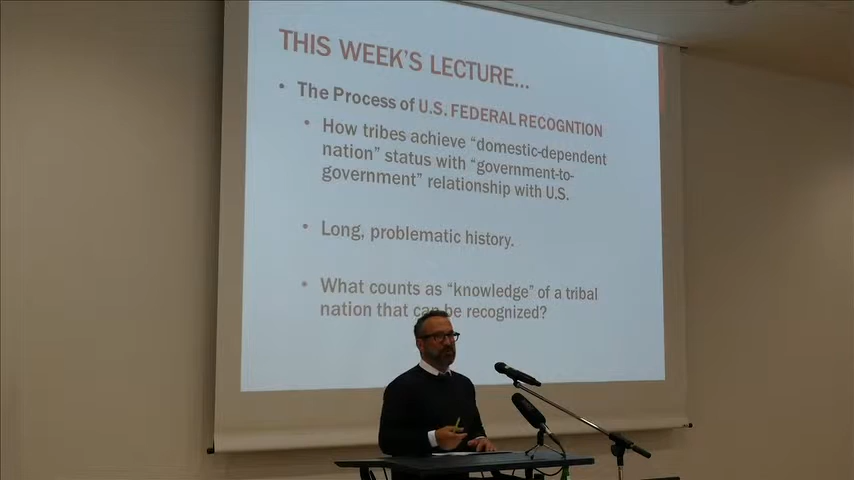 THIS WEEK'S LECTURE...
• The Process of U.S. FEDERAL RECOGNTION
• How tribes achieve "domestic-dependent
nation" status with "government-to-
government" relationship with U.S.
• Long, problematic history.
• What counts as "knowledge" of a tribal
nation that can be recognized?